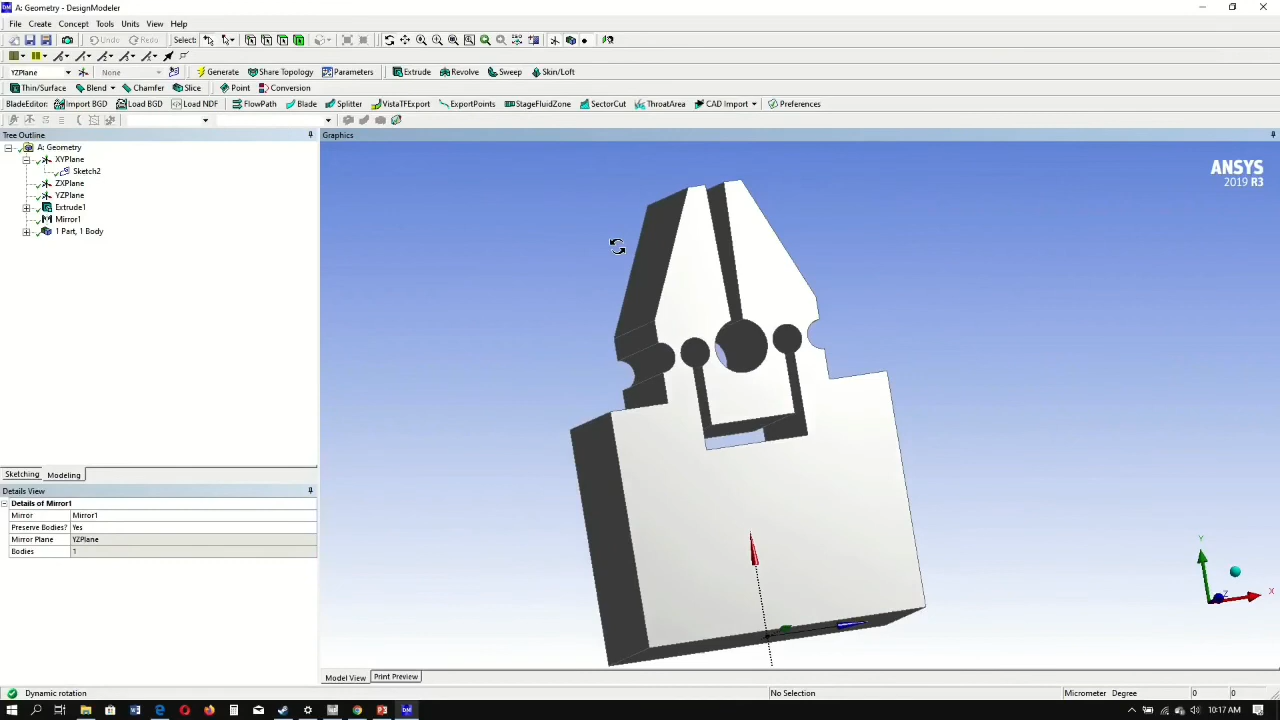 A: Geometry - DesignModeler
File Create Concept Tools Units View Help
Undo Redo Select:
YZPlane None Generate Share Topology Parameters Extrude Revolve Sweep Skin/Loft
Thin/Surface Blend Chamfer Slice Point Conversion
BladeEditor: Import BGD Load BGD Load NDF FlowPath Blade Splitter VistaTFExport ExportPoints StageFluidZone SectorCut ThroatArea CAD Import Preferences
Tree Outline
Graphics
A: Geometry
XYPlane
Sketch2
ZXPlane
YZPlane
Extrude1
Mirror1
1 Part, 1 Body
ANSYS
2019 R3
Sketching Modeling
Details View
Details of Mirror1
Mirror Mirror1
Preserve Bodies? Yes
Mirror Plane YZPlane
Bodies 1
Y
X
Z
Model View Print Preview
Dynamic rotation No Selection Micrometer Degree 0 0
10:17 AM